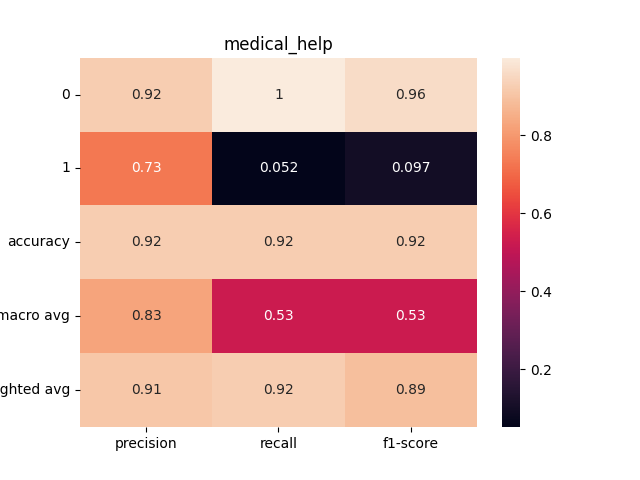 medical_help
0 0.92 1 0.96
1 0.73 0.052 0.097
accuracy 0.92 0.92 0.92
macro avg 0.83 0.53 0.53
ghted avg 0.91 0.92 0.89
precision recall f1-score
0.8
0.6
0.4
0.2